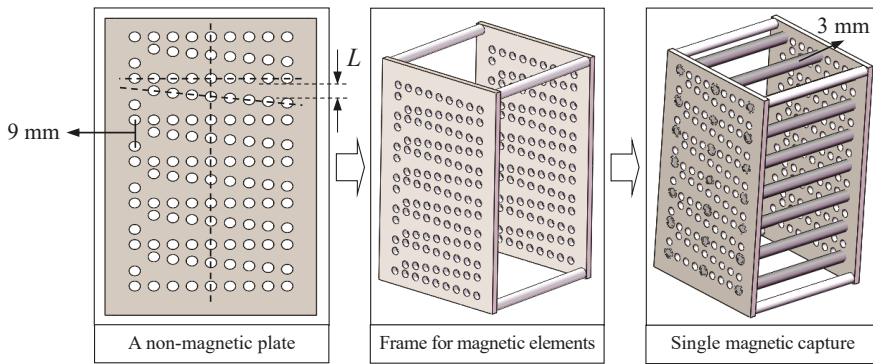 L
3 mm
9 mm
A non-magnetic plate
Frame for magnetic elements
Single magnetic capture